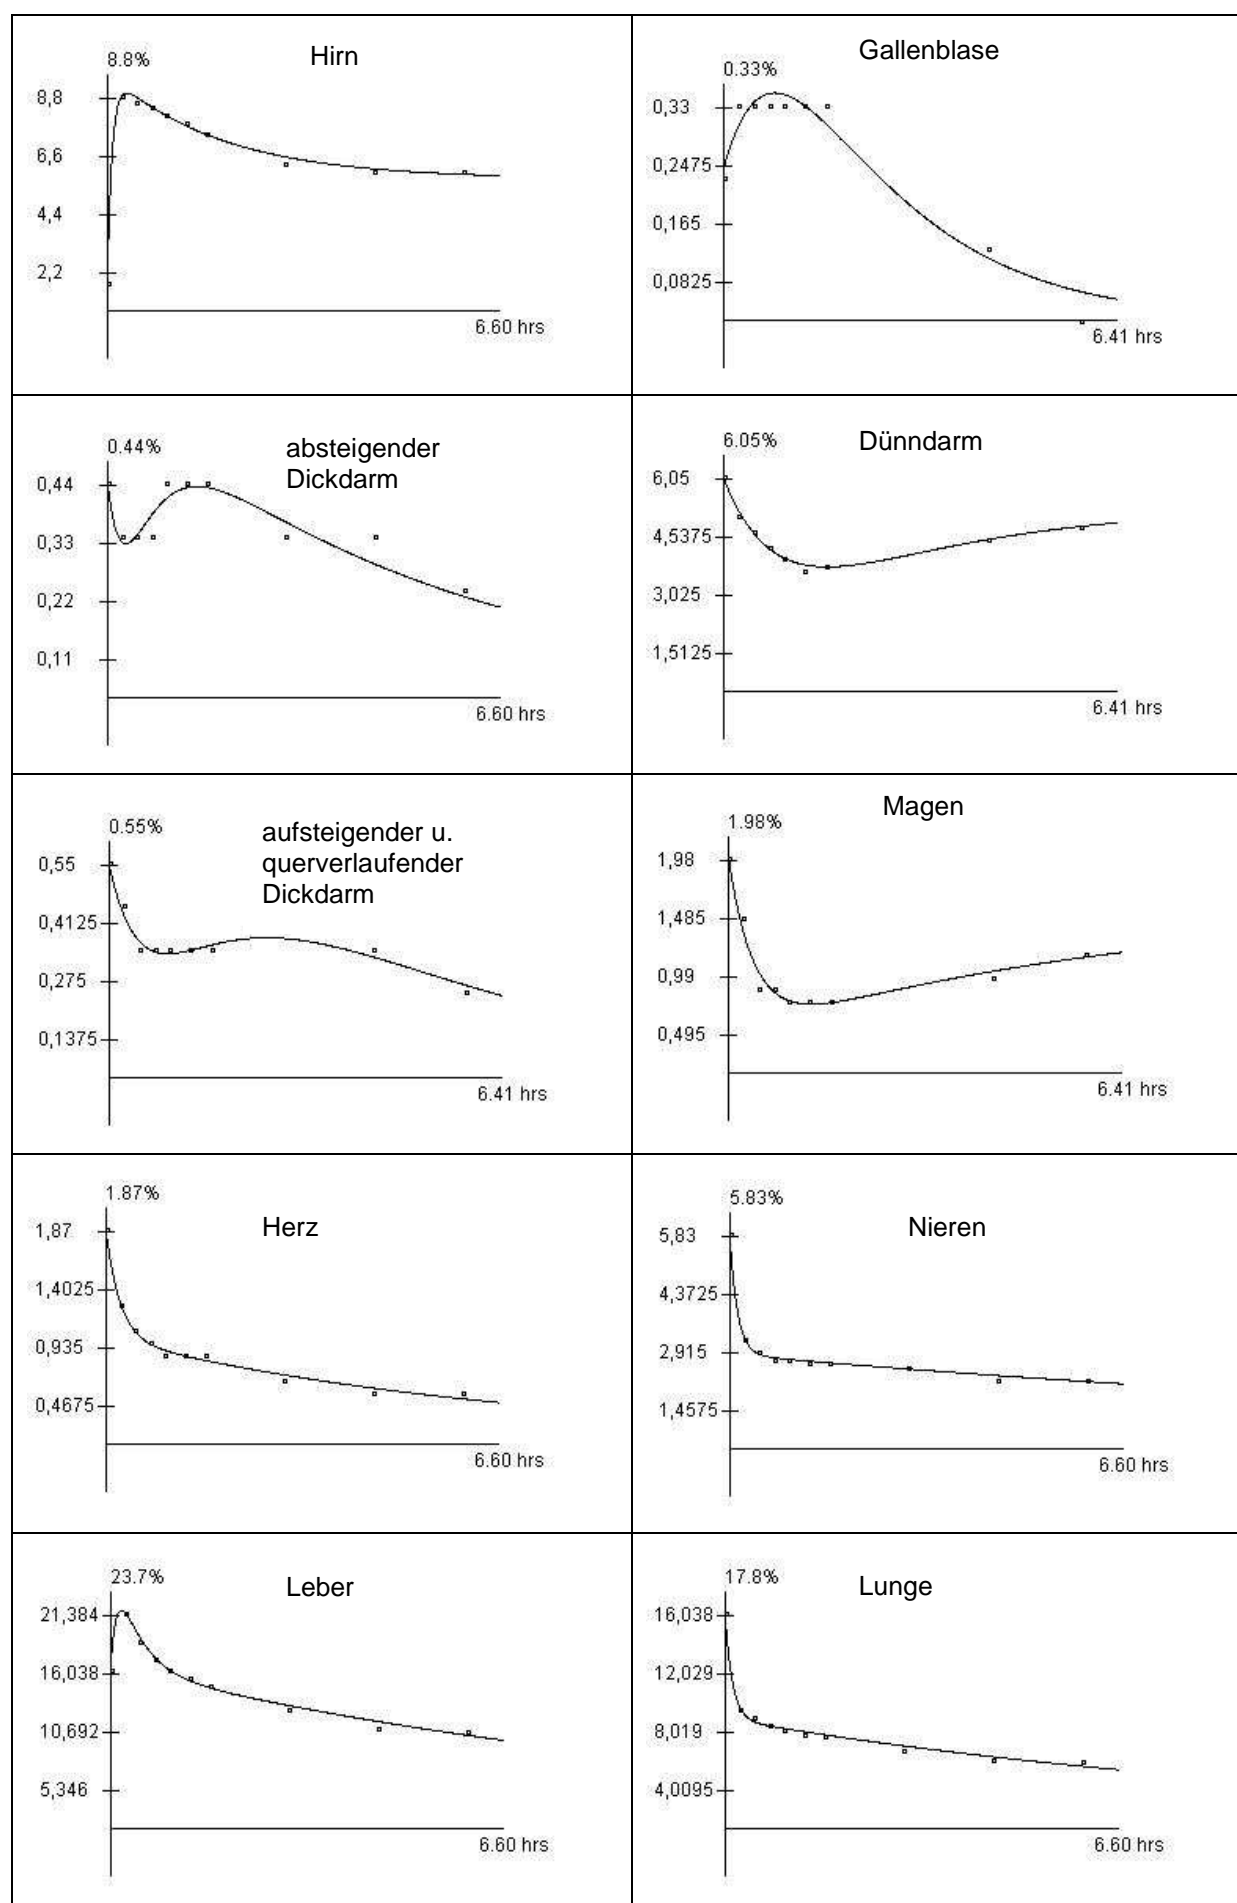 8.8%
Hirn
8,8
6,6
4,4
2,2
6.60 hrs
Gallenblase
0.33%
0,33
0,2475
0,165
0,0825
6.41 hrs
0.44%
absteigender
Dickdarm
0,44
0,33
0,22
0,11
6.60 hrs
Dünndarm
6.05%
6,05
4,5375
3,025
1,5125
6.41 hrs
0.55%
aufsteigender u.
querverlaufender
Dickdarm
0,55
0,4125
0,275
0,1375
6.41 hrs
Magen
1.98%
1,98
1,485
0,99
0,495
6.41 hrs
1.87%
Herz
1,87
1,4025
0,935
0,4675
6.60 hrs
5.83%
Nieren
5,83
4,3725
2,915
1,4575
6.60 hrs
23.7%
Leber
21,384
16,038
10,692
5,346
6.60 hrs
17.8%
Lunge
16,038
12,029
8,019
4,0095
6.60 hrs